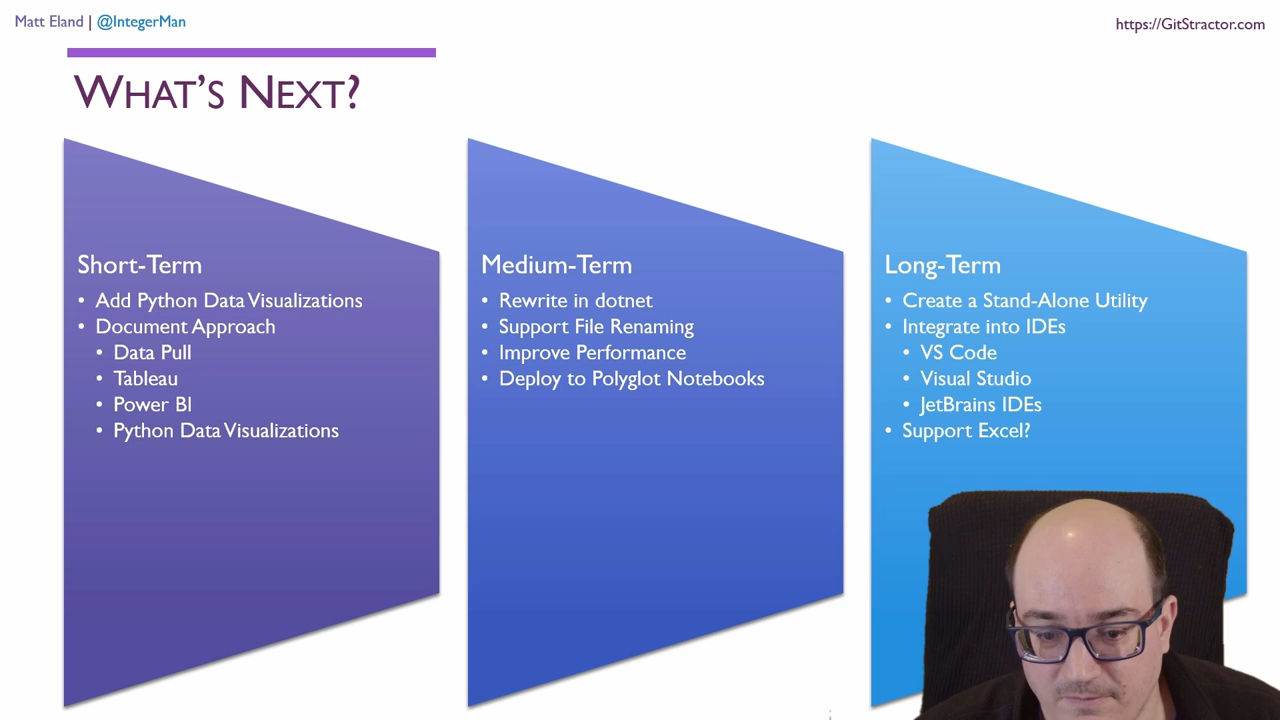 Matt Eland | @IntegerMan
https://GitStractor.com
WHAT'S NEXT?
Short-Term
• Add Python Data Visualizations
• Document Approach
• Data Pull
• Tableau
• Power BI
• Python Data Visualizations
Medium-Term
• Rewrite in dotnet
• Support File Renaming
• Improve Performance
• Deploy to Polyglot Notebooks
Long-Term
• Create a Stand-Alone Utility
• Integrate into IDEs
• VS Code
• Visual Studio
• JetBrains IDEs
• Support Excel?